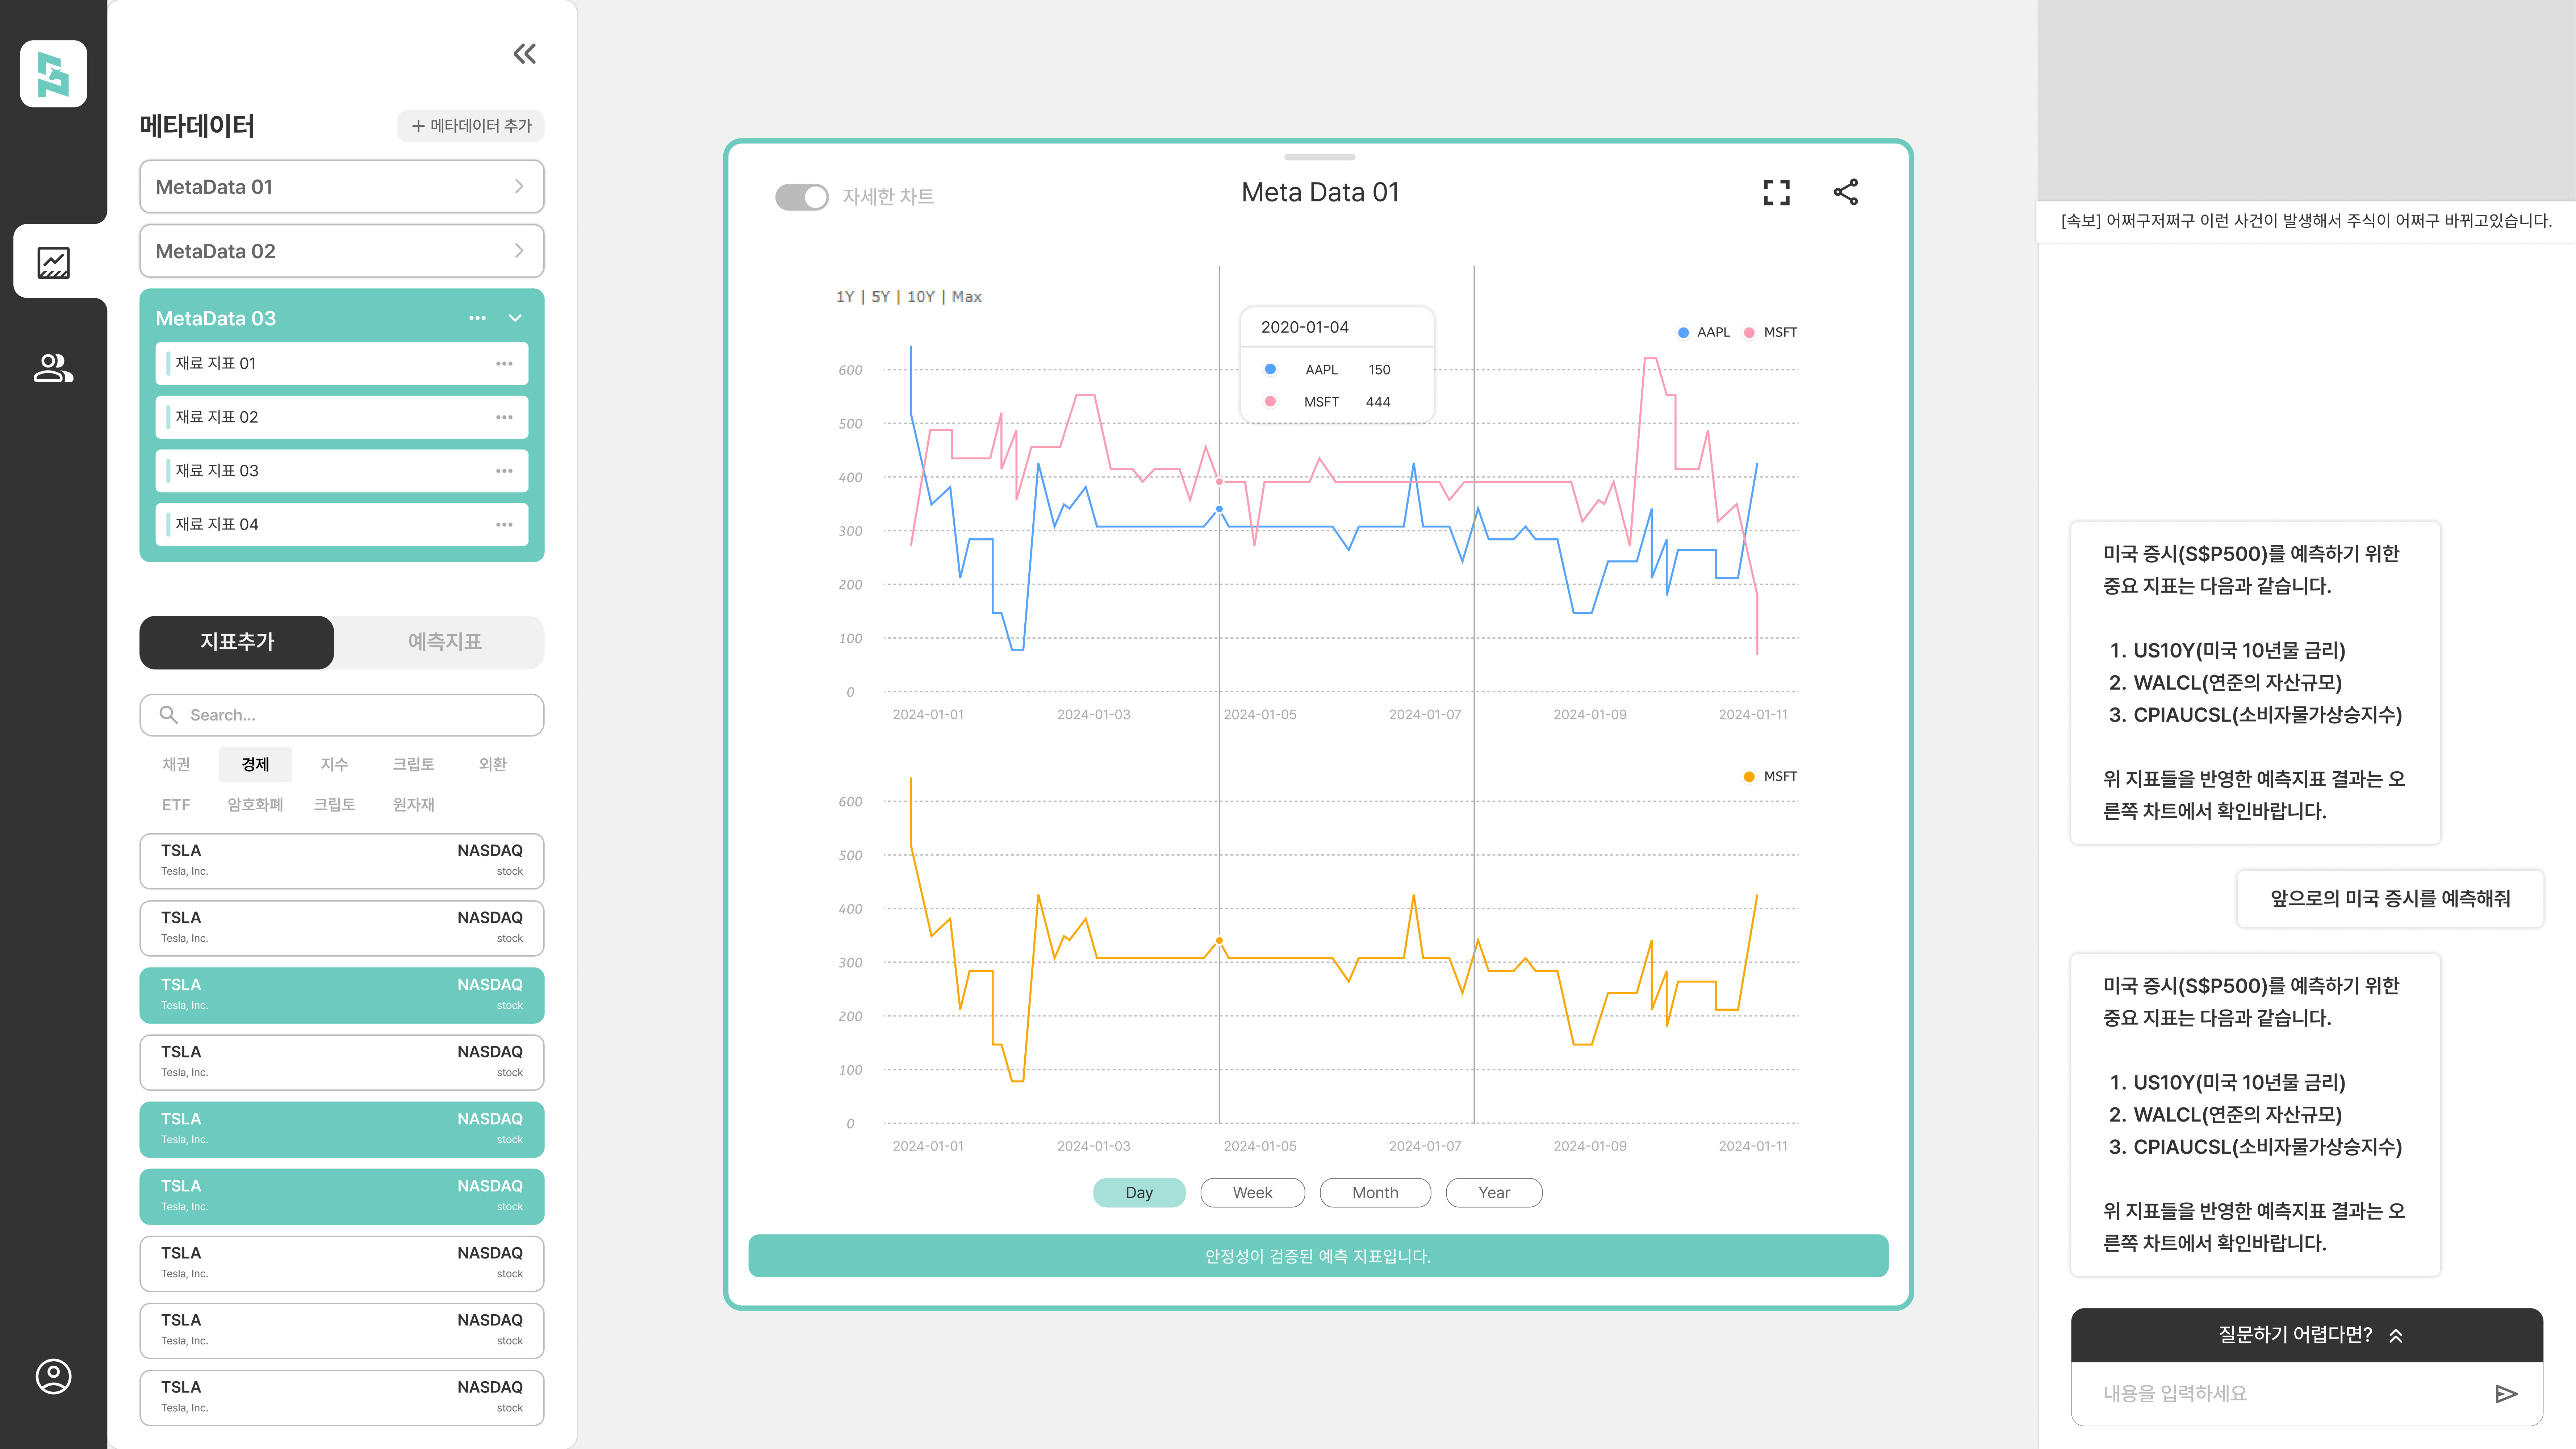 메타데이터
메타데이터 추가
MetaData 01
MetaData 02
MetaData 03
재료 지표 01
재료 지표 02
재료 지표 03
재료 지표 04
지표추가 예측지표
Search...
채권 경제 지수 크립토 외환
ETF 암호화폐 크립토 원자재
TSLA NASDAQ
Tesla, Inc. stock
TSLA NASDAQ
Tesla, Inc. stock
TSLA NASDAQ
Tesla, Inc. stock
TSLA NASDAQ
Tesla, Inc. stock
TSLA NASDAQ
Tesla, Inc. stock
TSLA NASDAQ
Tesla, Inc. stock
TSLA NASDAQ
Tesla, Inc. stock
TSLA NASDAQ
Tesla, Inc. stock
TSLA NASDAQ
Tesla, Inc. stock
자세한 차트
Meta Data 01
1Y | 5Y | 10Y | Max
2020-01-04
AAPL 150
MSFT 444
AAPL MSFT
600
500
400
300
200
100
0
2024-01-01 2024-01-03 2024-01-05 2024-01-07 2024-01-09 2024-01-11
MSFT
600
500
400
300
200
100
0
2024-01-01 2024-01-03 2024-01-05 2024-01-07 2024-01-09 2024-01-11
Day Week Month Year
안정성이 검증된 예측 지표입니다.
[속보] 어쩌구저쩌구 이런 사건이 발생해서 주식이 어쩌구 바뀌고있습니다.
미국 증시(S$P500)를 예측하기 위한
중요 지표는 다음과 같습니다.
1. US10Y(미국 10년물 금리)
2. WALCL(연준의 자산규모)
3. CPIAUCSL(소비자물가상승지수)
위 지표들을 반영한 예측지표 결과는 오
른쪽 차트에서 확인바랍니다.
앞으로의 미국 증시를 예측해줘
미국 증시(S$P500)를 예측하기 위한
중요 지표는 다음과 같습니다.
1. US10Y(미국 10년물 금리)
2. WALCL(연준의 자산규모)
3. CPIAUCSL(소비자물가상승지수)
위 지표들을 반영한 예측지표 결과는 오
른쪽 차트에서 확인바랍니다.
질문하기 어렵다면?
내용을 입력하세요